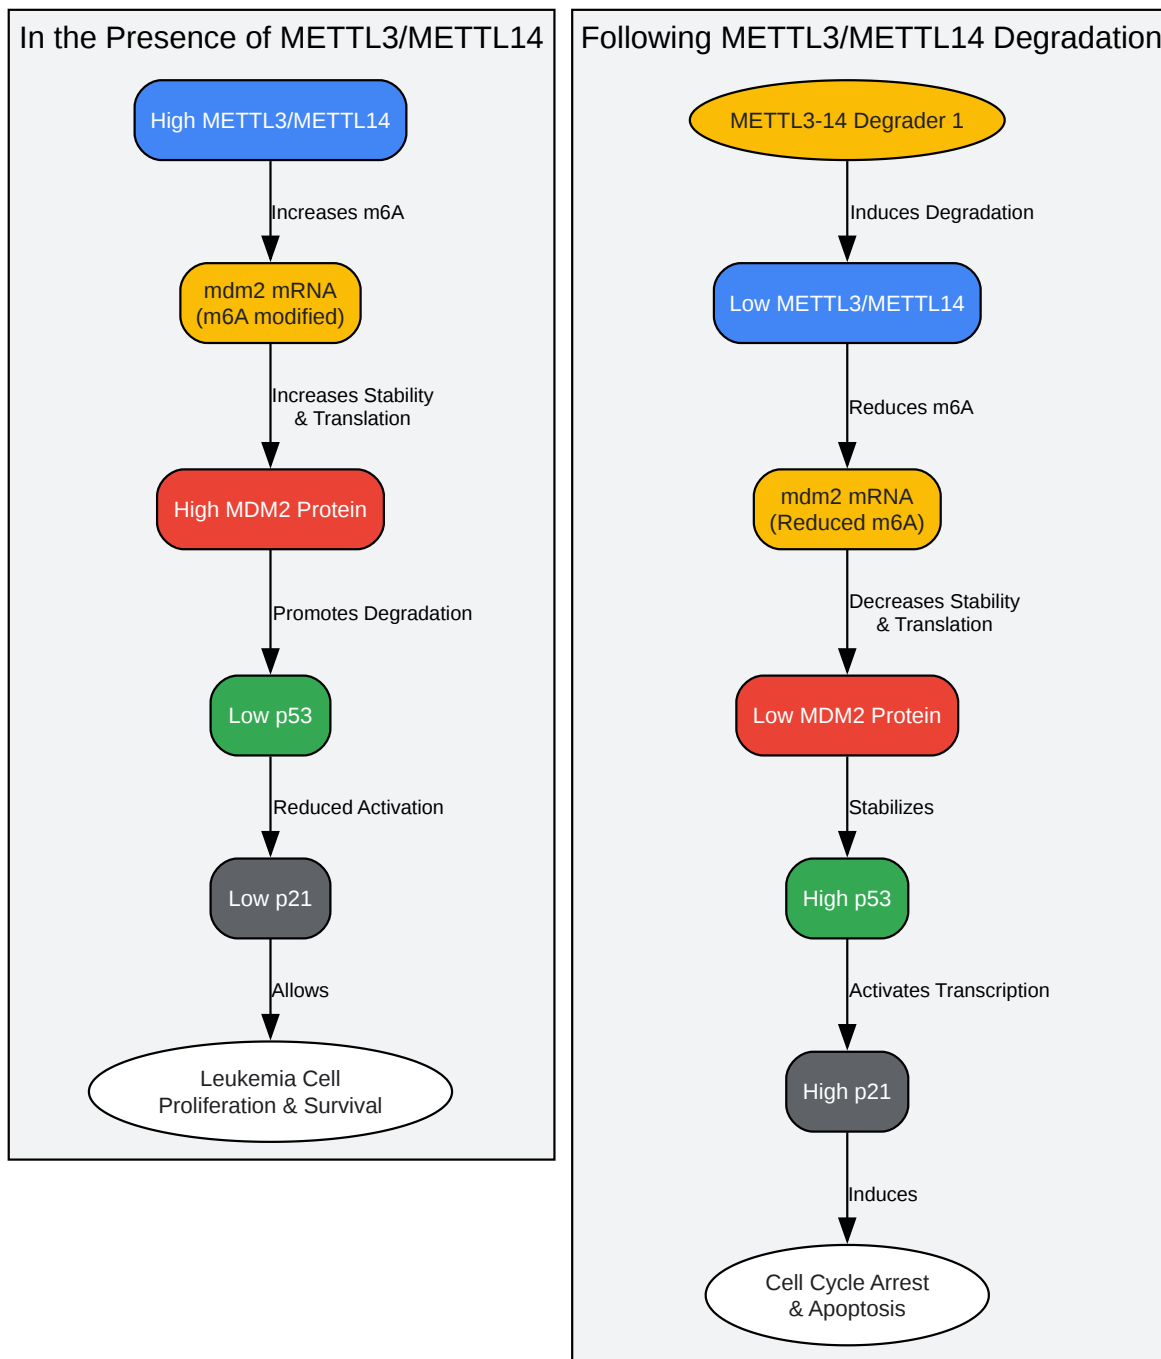 In the Presence of METTL3/METTL14
High METTL3/METTL14
Increases m6A
mdm2 mRNA
(m6A modified)
Increases Stability
& Translation
High MDM2 Protein
Promotes Degradation
Low p53
Reduced Activation
Low p21
Allows
Leukemia Cell
Proliferation & Survival
Following METTL3/METTL14 Degradation
METTL3-14 Degrader 1
Induces Degradation
Low METTL3/METTL14
Reduces m6A
mdm2 mRNA
(Reduced m6A)
Decreases Stability
& Translation
Low MDM2 Protein
Stabilizes
High p53
Activates Transcription
High p21
Induces
Cell Cycle Arrest
& Apoptosis